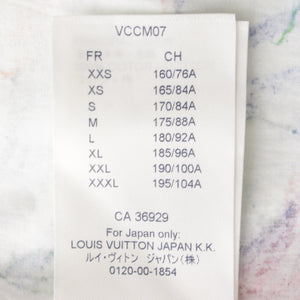 VCCM07
FR CH
XXS 160/76A
XS 165/84A
S 170/84A
M 175/88A
L 180/92A
XL 185/96A
XXL 190/100A
XXXL 195/104A
CA 36929
For Japan only:
LOUIS VUITTON JAPAN K.K.
ルイ・ヴィトン ジャパン(株)
0120-00-1854